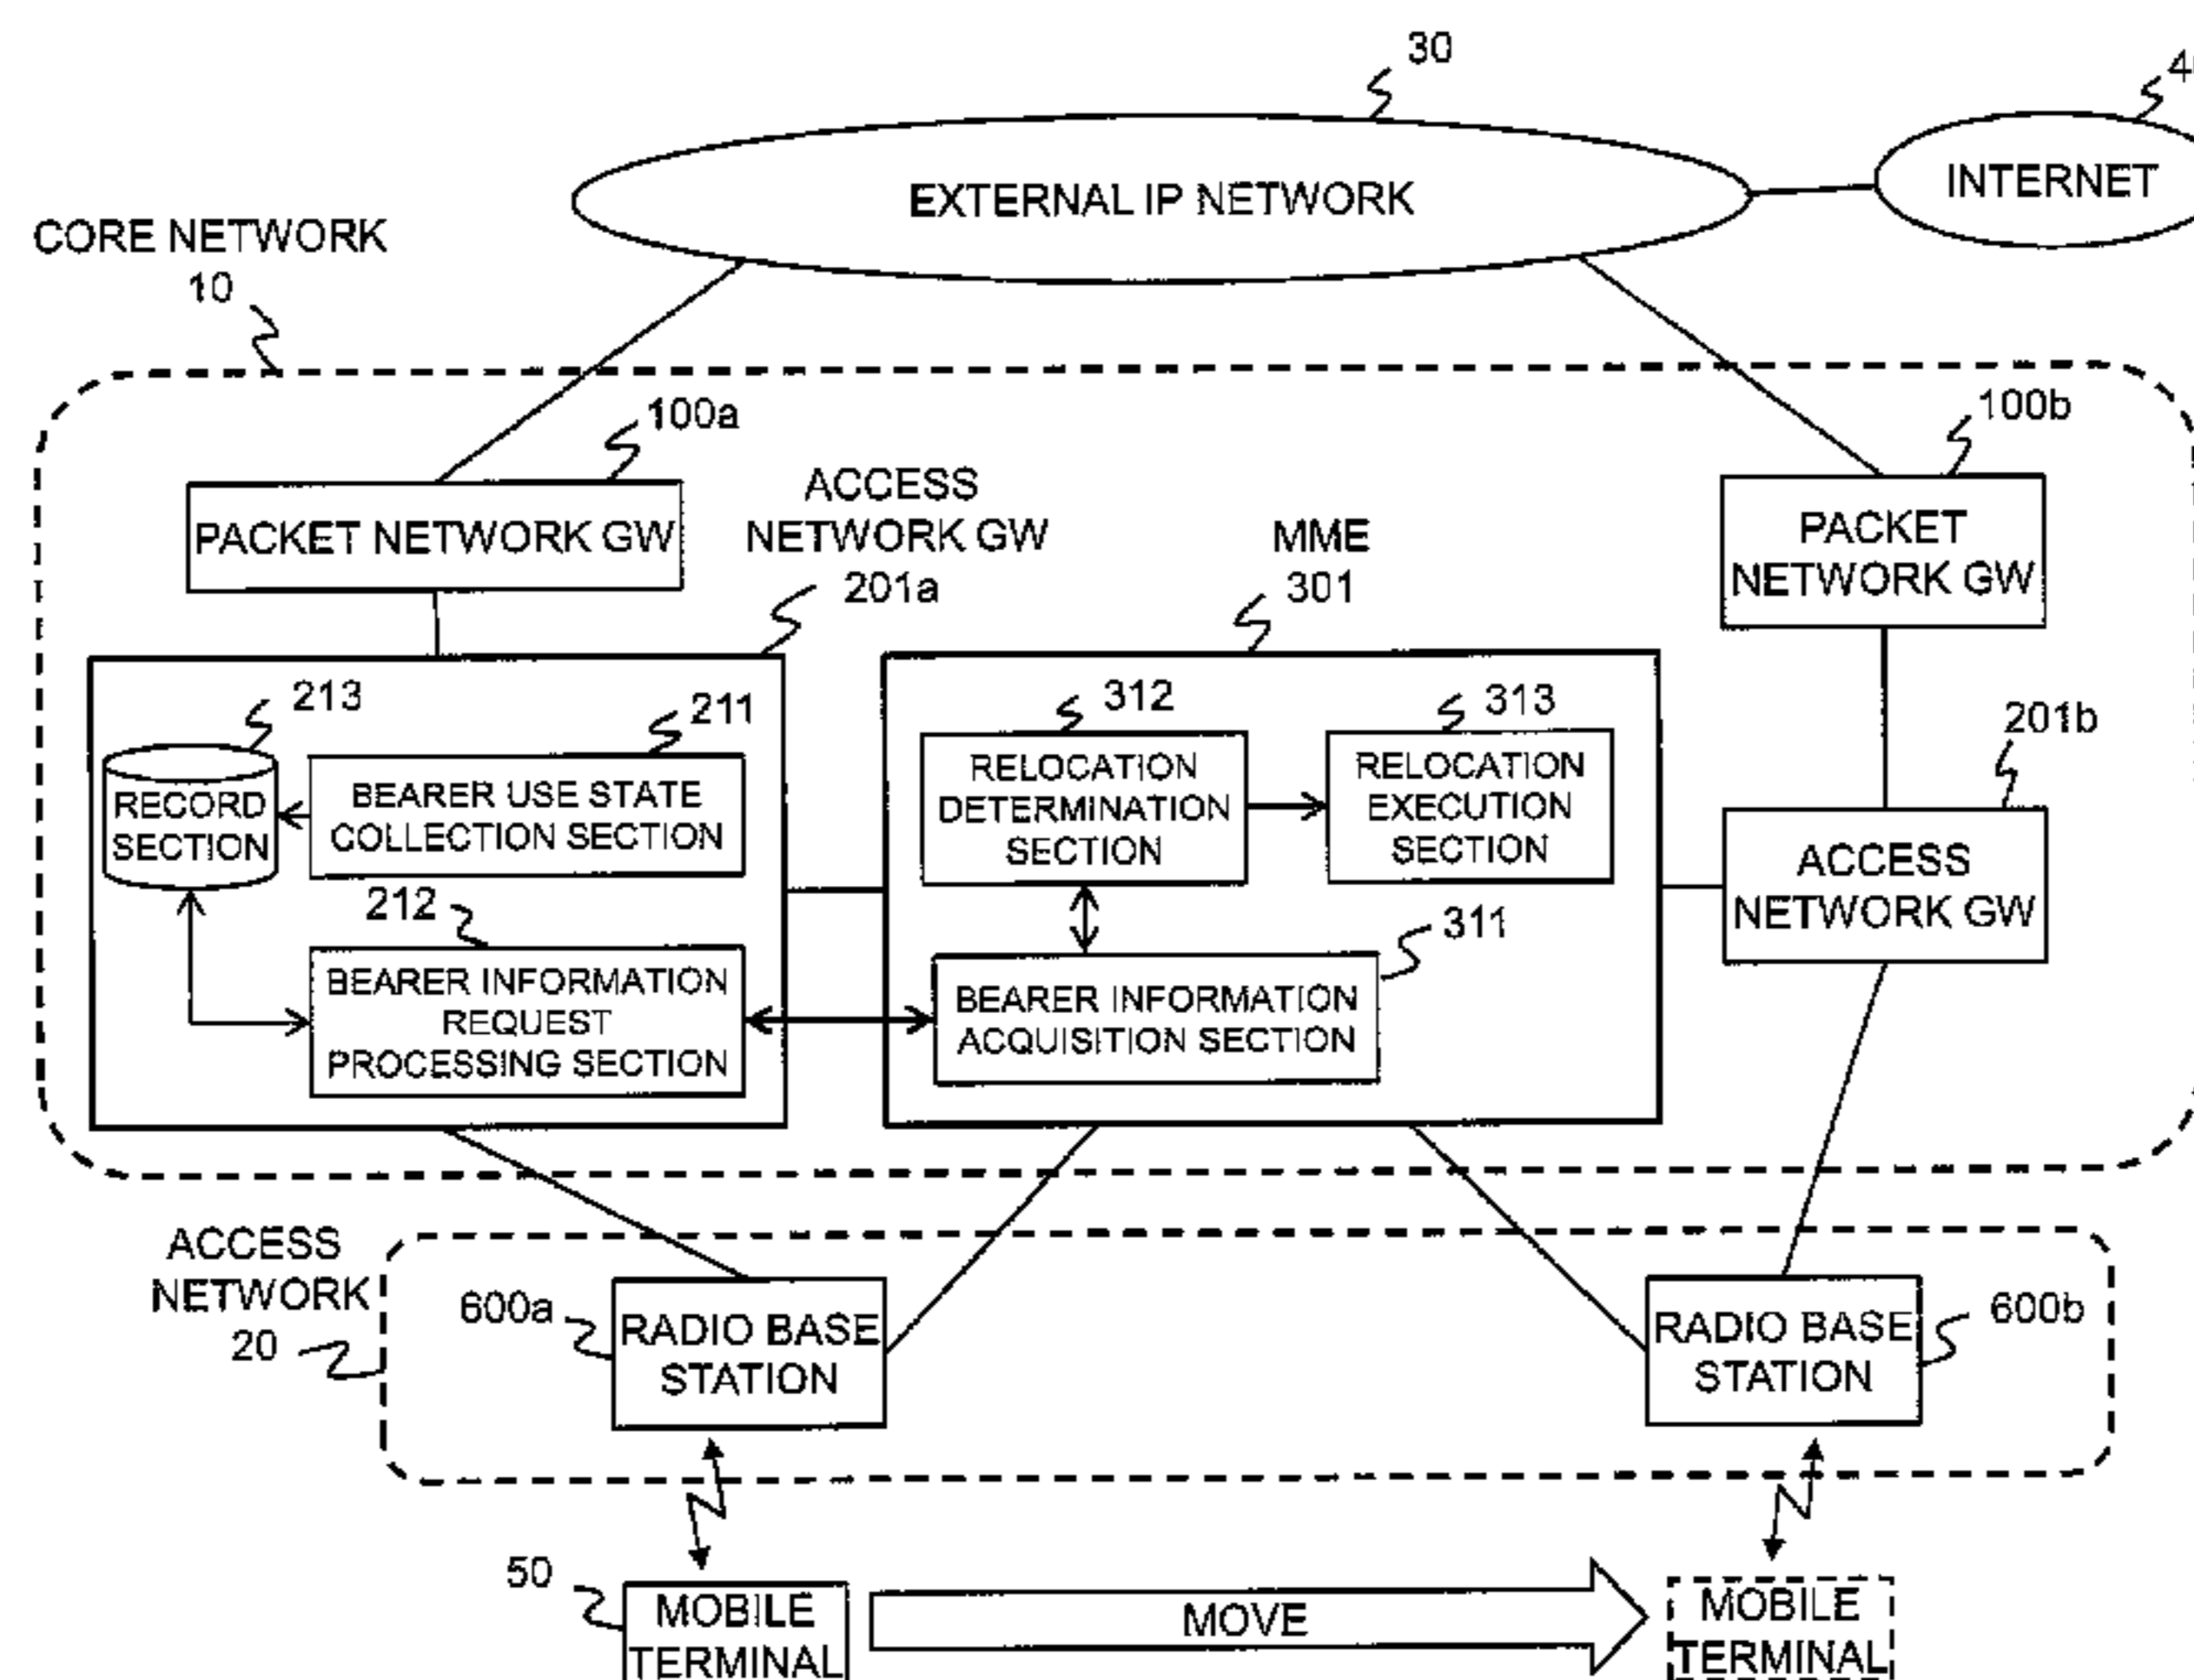 30
4
EXTERNAL IP NETWORK
INTERNET
CORE NETWORK
10
100a
100b
PACKET NETWORK GW
ACCESS
NETWORK GW
201a
MME
301
PACKET
NETWORK GW
213
211
312
313
201b
RECORD
SECTION
BEARER USE STATE
COLLECTION SECTION
RELOCATION
DETERMINATION
SECTION
RELOCATION
EXECUTION
SECTION
ACCESS
NETWORK GW
212
311
BEARER INFORMATION
REQUEST
PROCESSING SECTION
BEARER INFORMATION
ACQUISITION SECTION
ACCESS
NETWORK
20
600a
RADIO BASE
STATION
RADIO BASE
STATION
600b
50
MOBILE
TERMINAL
MOVE
MOBILE
TERMINAL